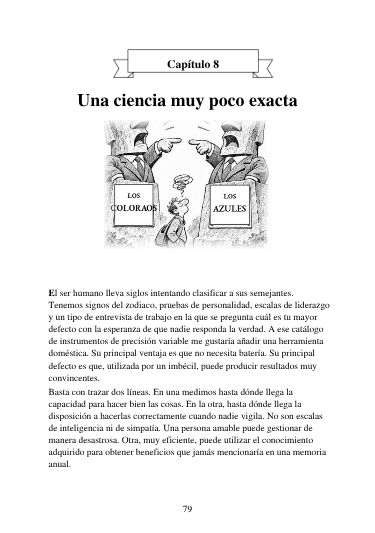 Capítulo 8
Una ciencia muy poco exacta
LOS
COLORAOS
LOS
AZULES
El ser humano lleva siglos intentando clasificar a sus semejantes.
Tenemos signos del zodiaco, pruebas de personalidad, escalas de liderazgo
y un tipo de entrevista de trabajo en la que se pregunta cuál es tu mayor
defecto con la esperanza de que nadie responda la verdad. A ese catálogo
de instrumentos de precisión variable me gustaría añadir una herramienta
doméstica. Su principal ventaja es que no necesita batería. Su principal
defecto es que, utilizada por un imbécil, puede producir resultados muy
convincentes.
Basta con trazar dos líneas. En una medimos hasta dónde llega la
capacidad para hacer bien las cosas. En la otra, hasta dónde llega la
disposición a hacerlas correctamente cuando nadie vigila. No son escalas
de inteligencia ni de simpatía. Una persona amable puede gestionar de
manera desastrosa. Otra, muy eficiente, puede utilizar el conocimiento
adquirido para obtener beneficios que jamás mencionaría en una memoria
anual.
79